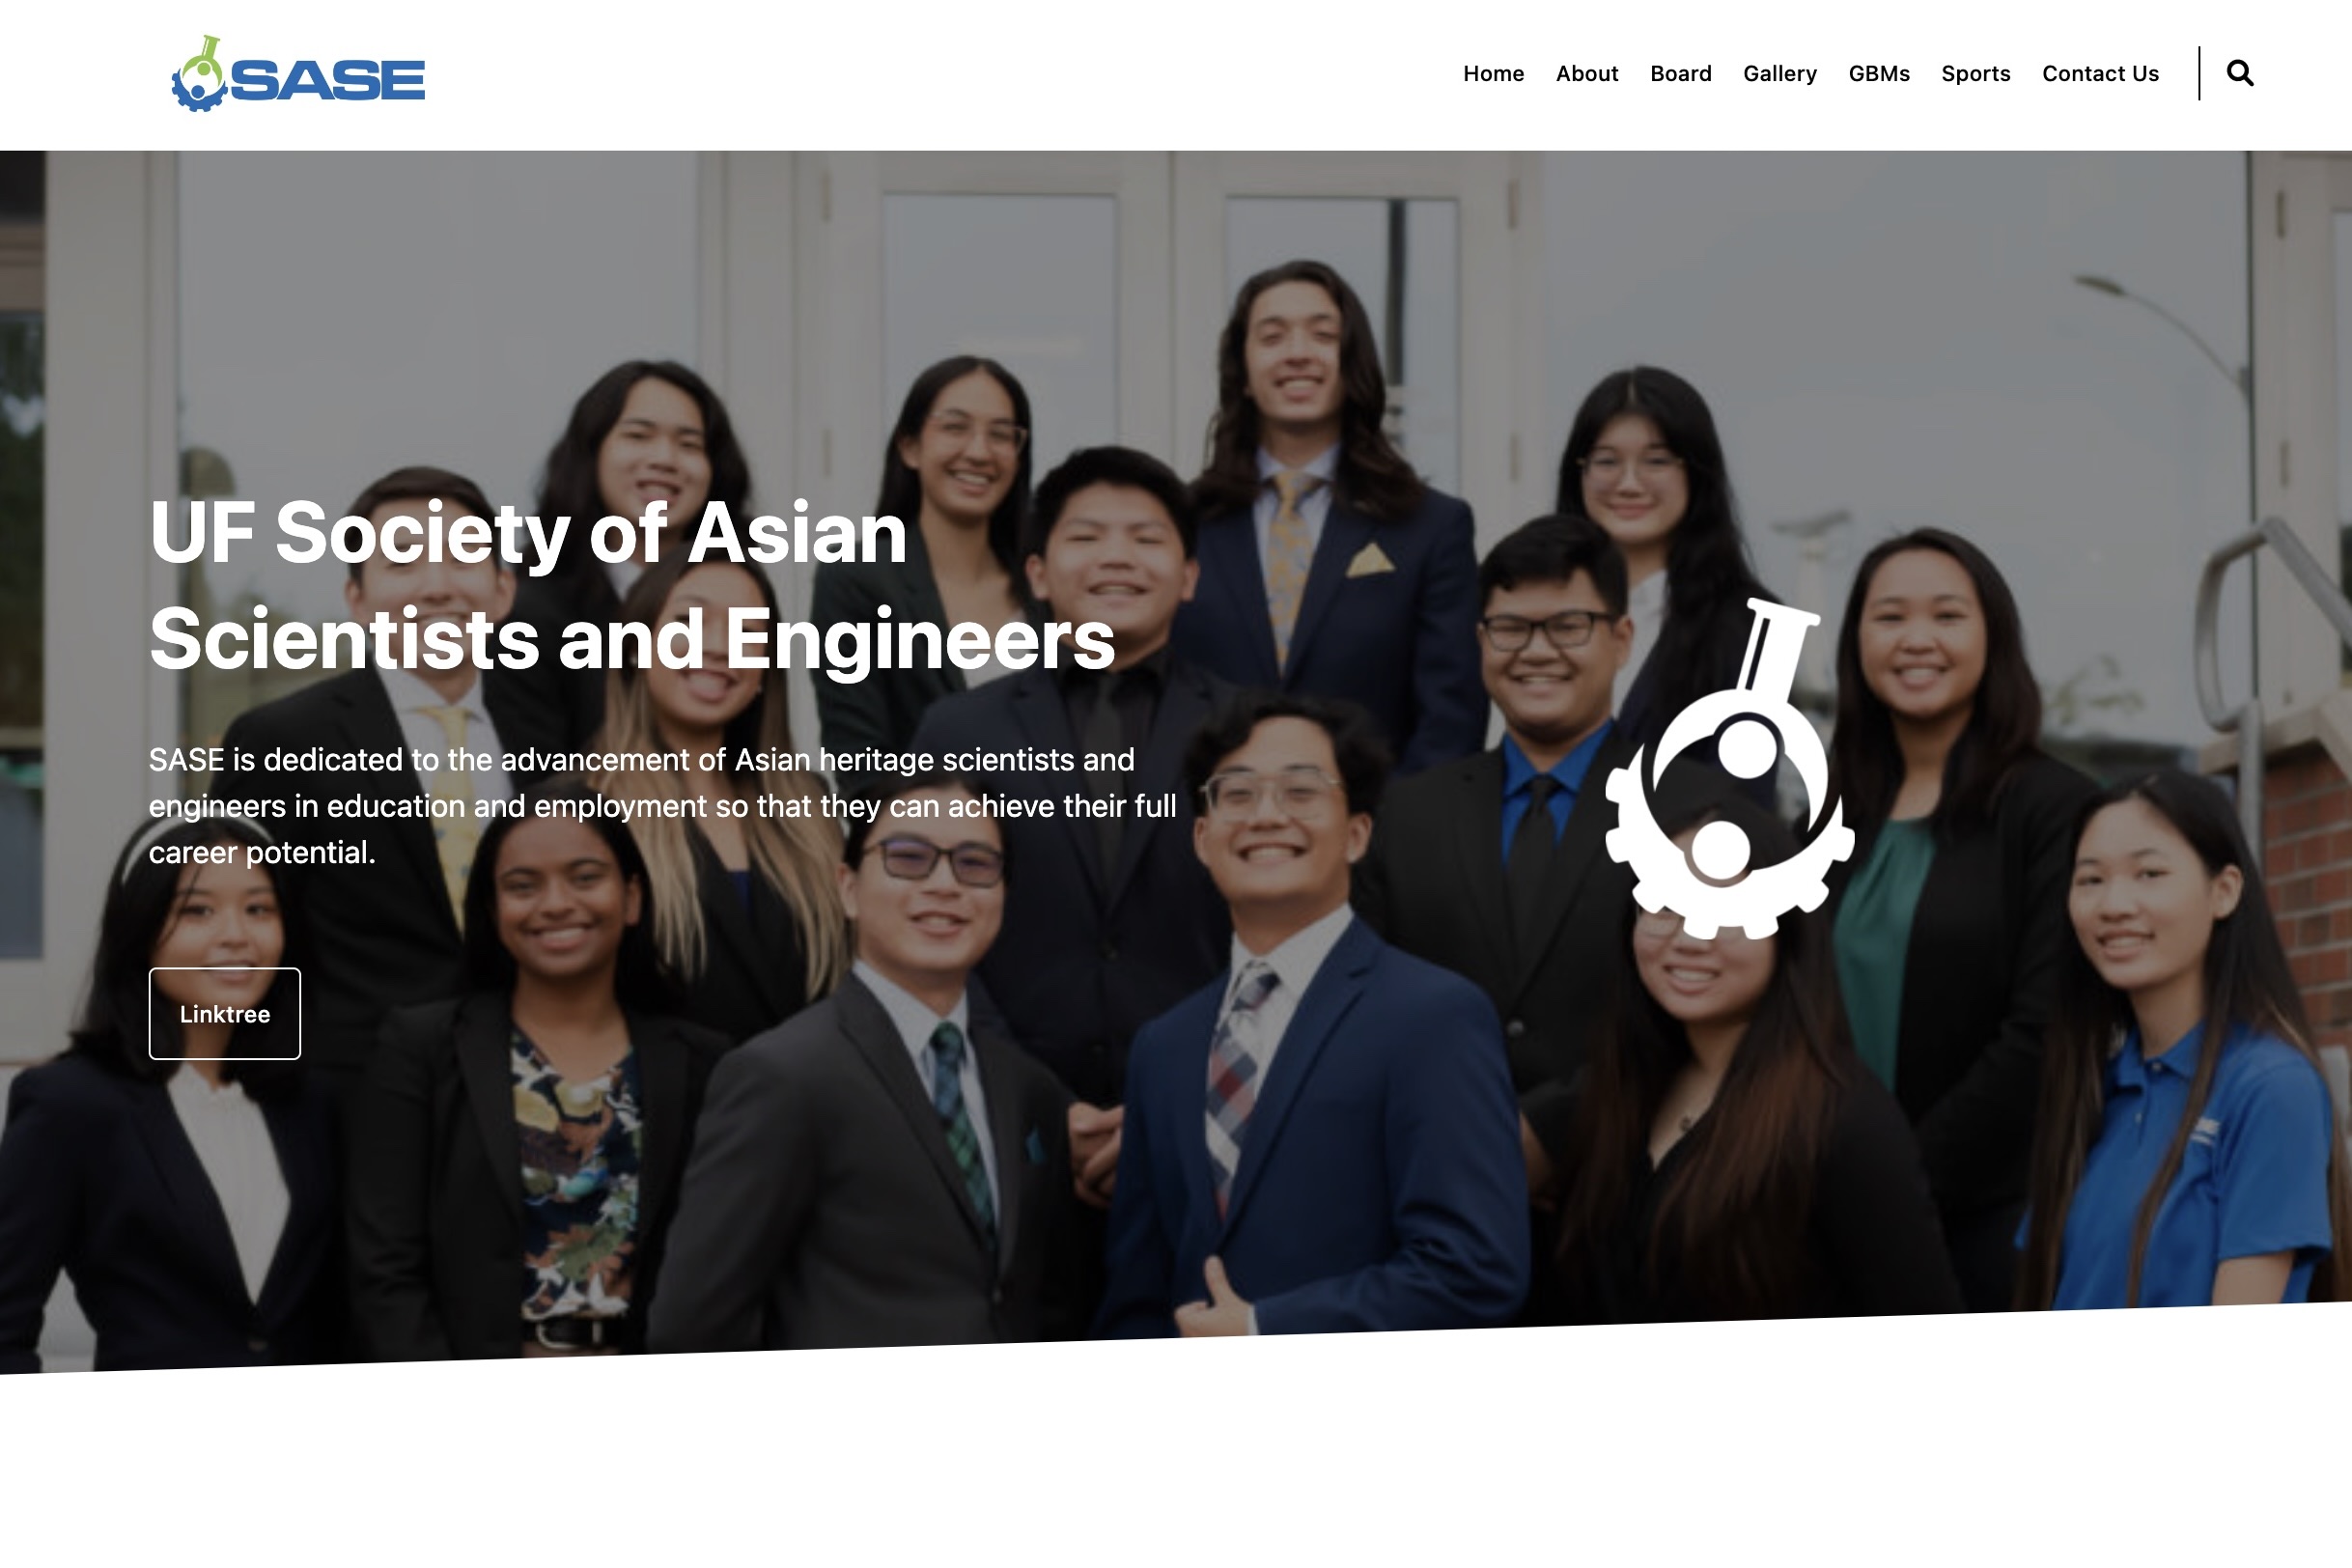 SASE
Home About Board Gallery GBMs Sports Contact Us
UF Society of Asian
Scientists and Engineers
SASE is dedicated to the advancement of Asian heritage scientists and
engineers in education and employment so that they can achieve their full
career potential.
Linktree